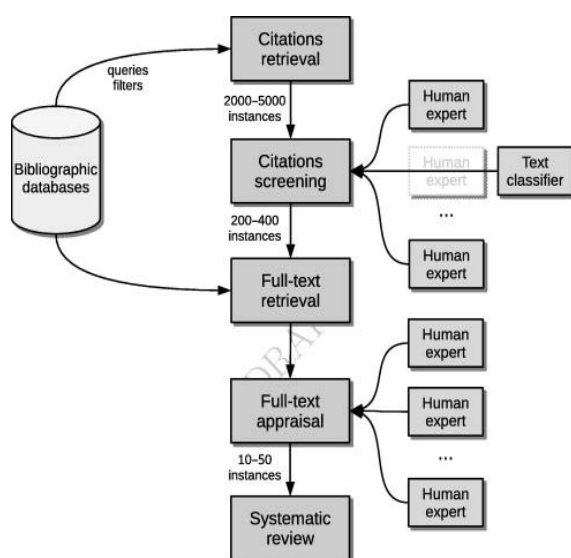 Citations
retrieval
queries
filters
2000–5000
instances
Bibliographic
databases
Citations
screening
Human
expert
Human
expert
Text
classifier
...
Human
expert
200–400
instances
Full-text
retrieval
DRAF
Human
expert
Full-text
appraisal
Human
expert
...
Human
expert
10–50
instances
Systematic
review